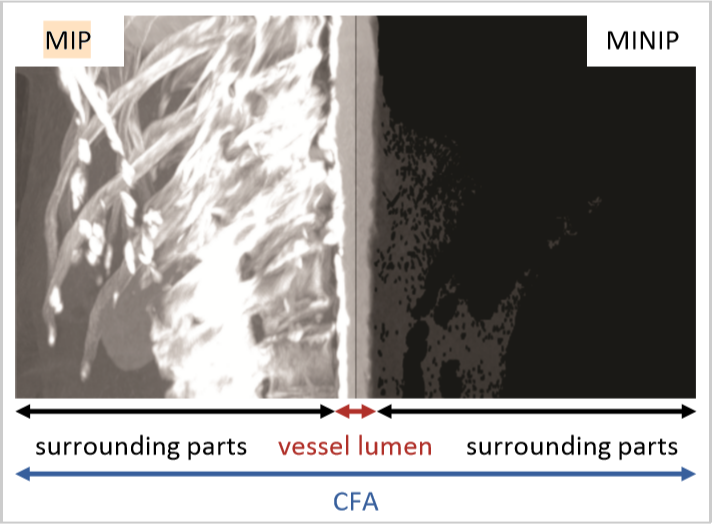 MIP
MINIP
surrounding parts vessel lumen surrounding parts
CFA